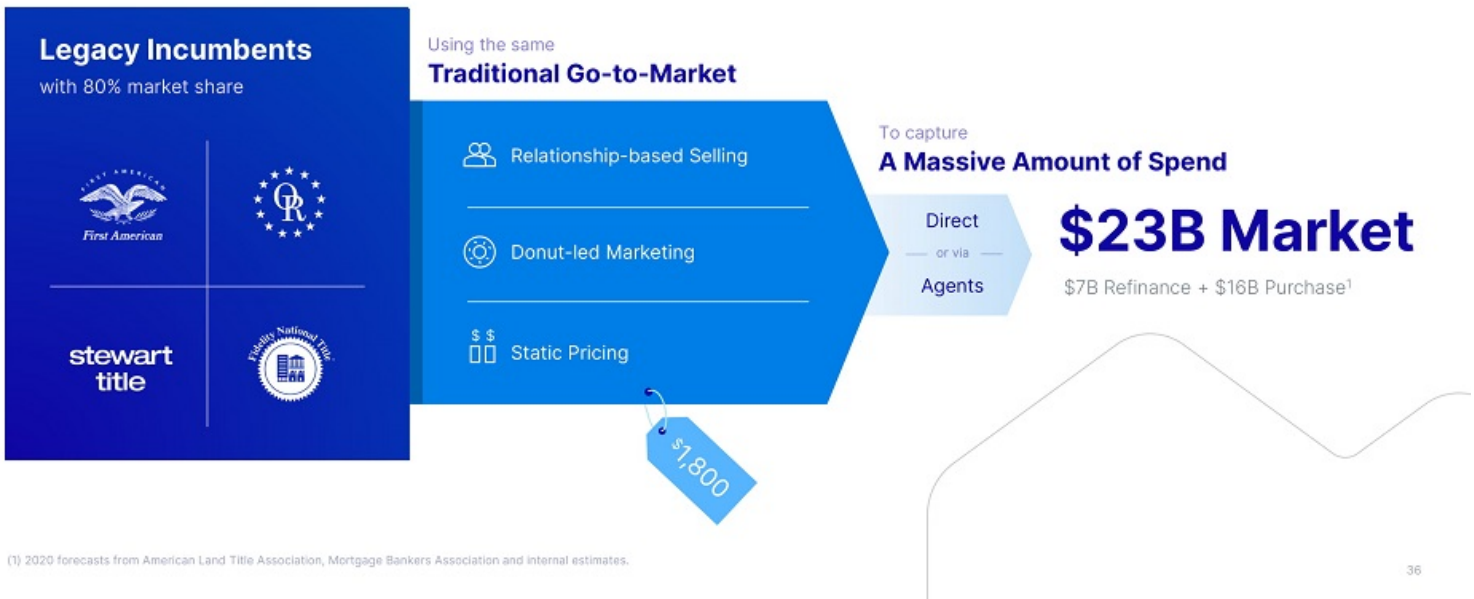 Legacy Incumbents
with 80% market share
FIRST AMERICAN
First American
OR
stewart
title
Fidelity National Title
Using the same
Traditional Go-to-Market
Relationship-based Selling
Donut-led Marketing
$ $
Static Pricing
$1,800
To capture
A Massive Amount of Spend
Direct
or via
Agents
$23B Market
$7B Refinance + $16B Purchase¹
(1) 2020 forecasts from American Land Title Association, Mortgage Bankers Association and internal estimates.
36